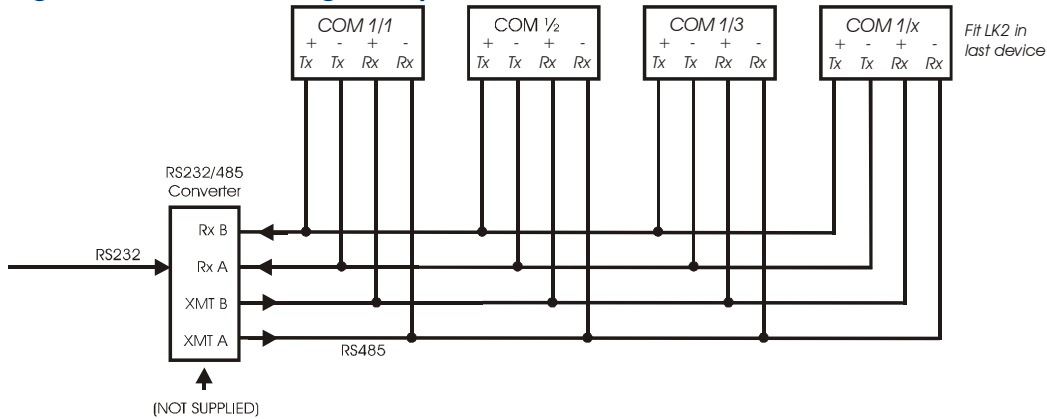 COM 1/1
+ - + -
Tx Tx Rx Rx
COM ½
+ - + -
Tx Tx Rx Rx
COM 1/3
+ - + -
Tx Tx Rx Rx
COM 1/x
+ - + -
Tx Tx Rx Rx
Fit LK2 in
last device
RS232/485
Converter
Rx B
RS232
Rx A
XMT B
XMT A
RS485
(NOT SUPPLIED)